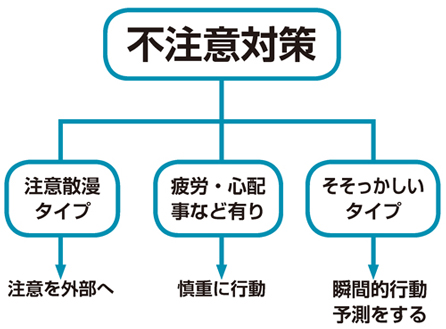 不注意対策
注意散漫
タイプ
疲労・心配
事など有り
そそっかしい
タイプ
注意を外部へ
慎重に行動
瞬間的行動
予測をする